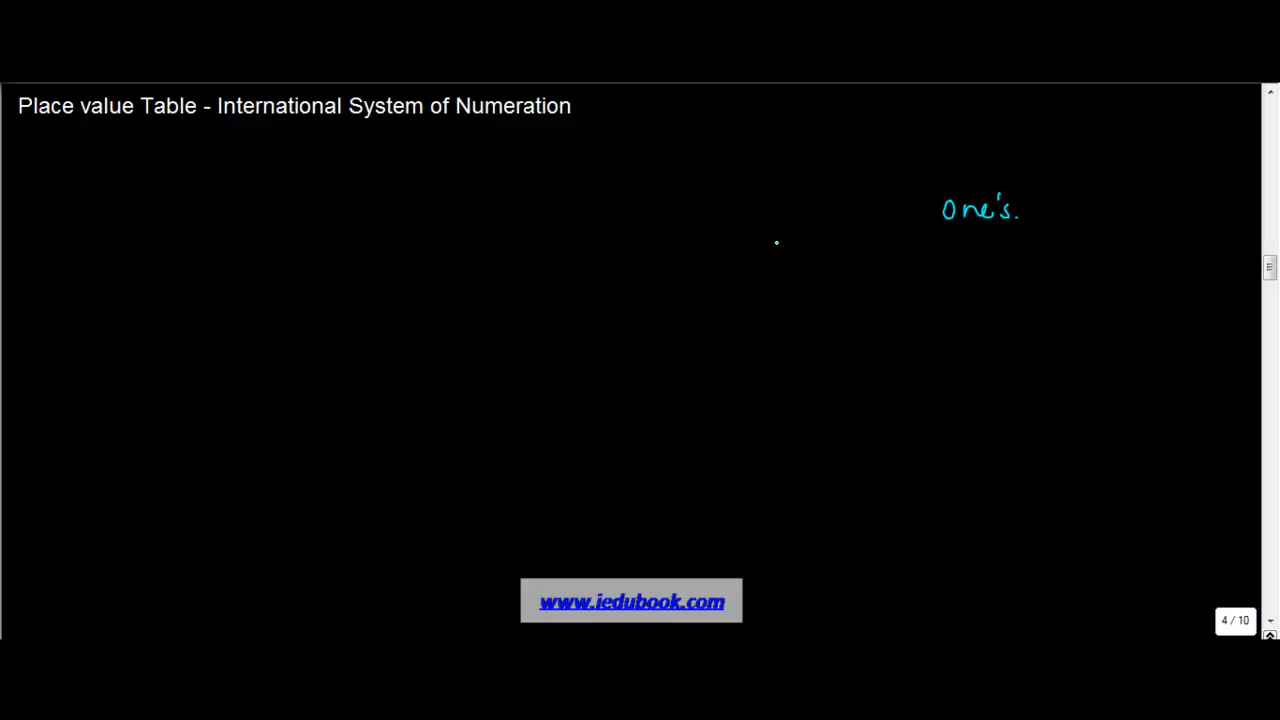 Place value Table - International System of Numeration
One's.
www.iedubook.com
4 / 10